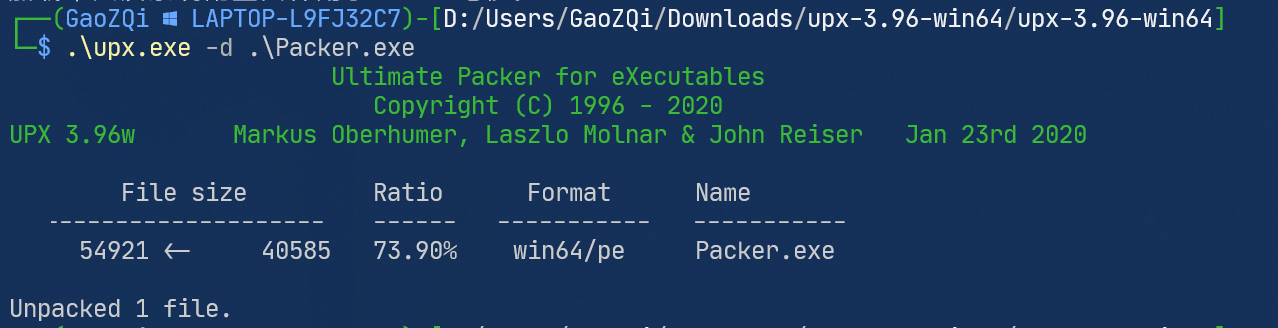 (GaoZQi LAPTOP-L9FJ32C7)-[D:/Users/GaoZQi/Downloads/upx-3.96-win64/upx-3.96-win64]
$ .\upx.exe -d .\Packer.exe
Ultimate Packer for eXecutables
Copyright (C) 1996 - 2020
UPX 3.96w Markus Oberhumer, Laszlo Molnar & John Reiser Jan 23rd 2020
File size Ratio Format Name
-------------------- ------ ----------- -----------
54921 <- 40585 73.90% win64/pe Packer.exe
Unpacked 1 file.